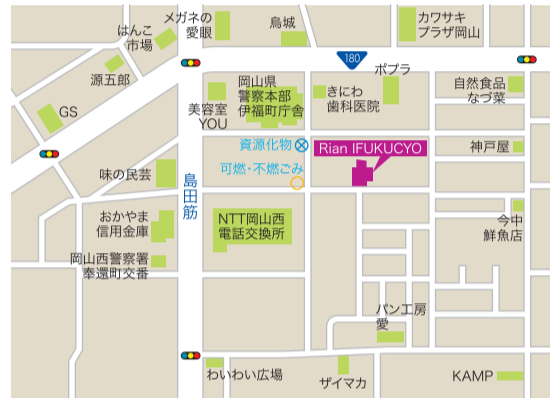 はんこ
市場
メガネの
愛眼
鳥城
カワサキ
プラザ岡山
180
源五郎
GS
美容室
YOU
岡山県
警察本部
伊福町庁舎
きにわ
歯科医院
ポプラ
自然食品
なづ菜
資源化物
Rian IFUKUCYO
神戸屋
味の民芸
可燃・不燃ごみ
島田筋
おかやま
信用金庫
NTT岡山西
電話交換所
今中
鮮魚店
岡山西警察署
奉還町交番
パン工房
愛
わいわい広場
ザイマカ
KAMP